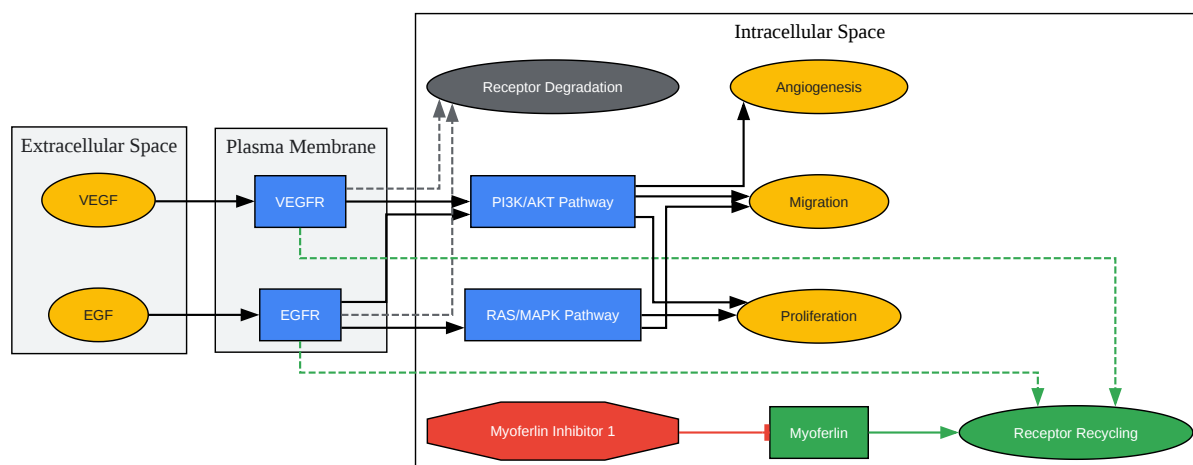 Intracellular Space
Receptor Degradation
Angiogenesis
Extracellular Space
Plasma Membrane
VEGF
VEGFR
PI3K/AKT Pathway
Migration
EGF
EGFR
RAS/MAPK Pathway
Proliferation
Myoferlin Inhibitor 1
Myoferlin
Receptor Recycling